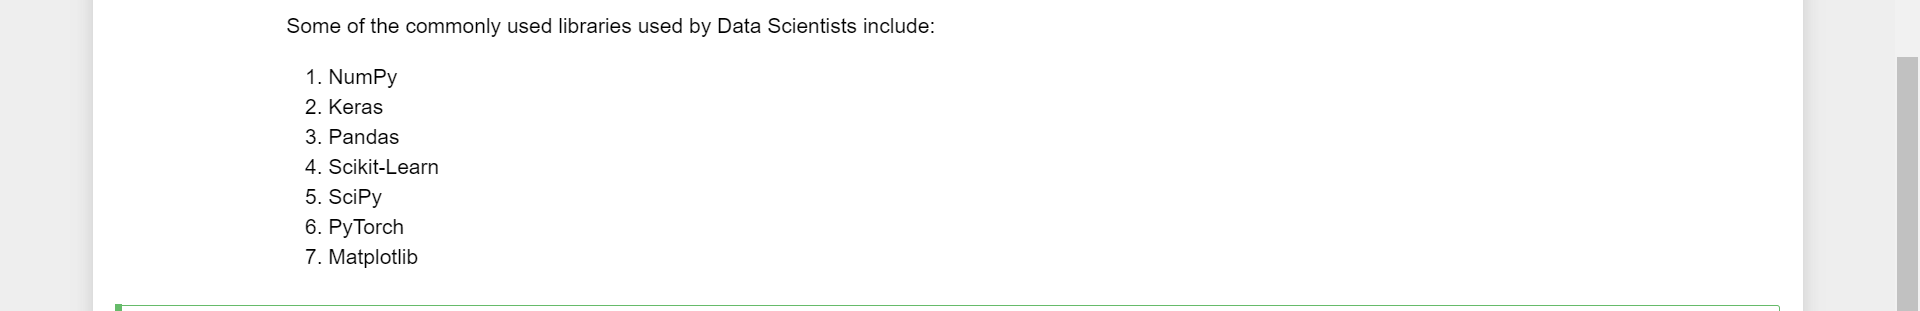 Some of the commonly used libraries used by Data Scientists include:
1. NumPy
2. Keras
3. Pandas
4. Scikit-Learn
5. SciPy
6. PyTorch
7. Matplotlib